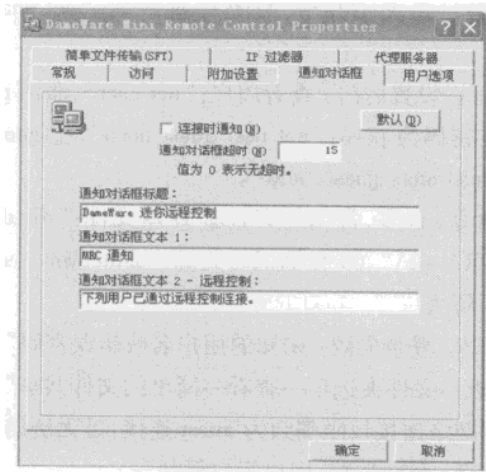 DameWare Mini Remote Control Properties
简单文件传输(SFT) IP 过滤器 代理服务器
常规 访问 附加设置 通知对话框 用户选项
连接时通知(N) 默认(D)
通知对话框超时(N) 15
值为 0 表示无超时。
通知对话框标题:
DameWare 迷你远程控制
通知对话框文本 1:
MRC 通知
通知对话框文本 2 - 远程控制:
下列用户已通过远程控制连接。
确定 取消